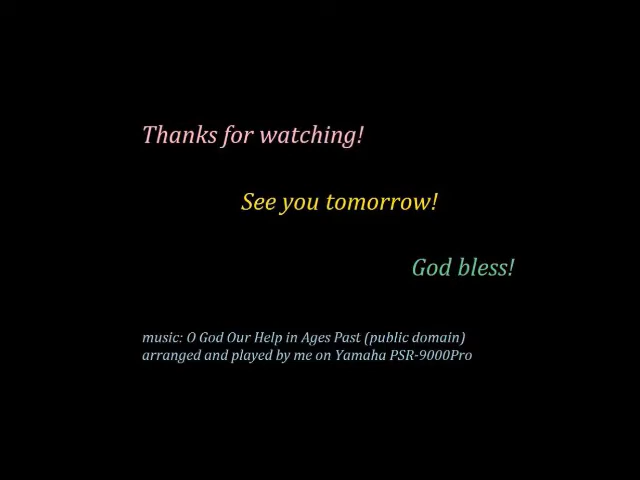 Thanks for watching!
See you tomorrow!
God bless!
music: O God Our Help in Ages Past (public domain)
arranged and played by me on Yamaha PSR-9000Pro